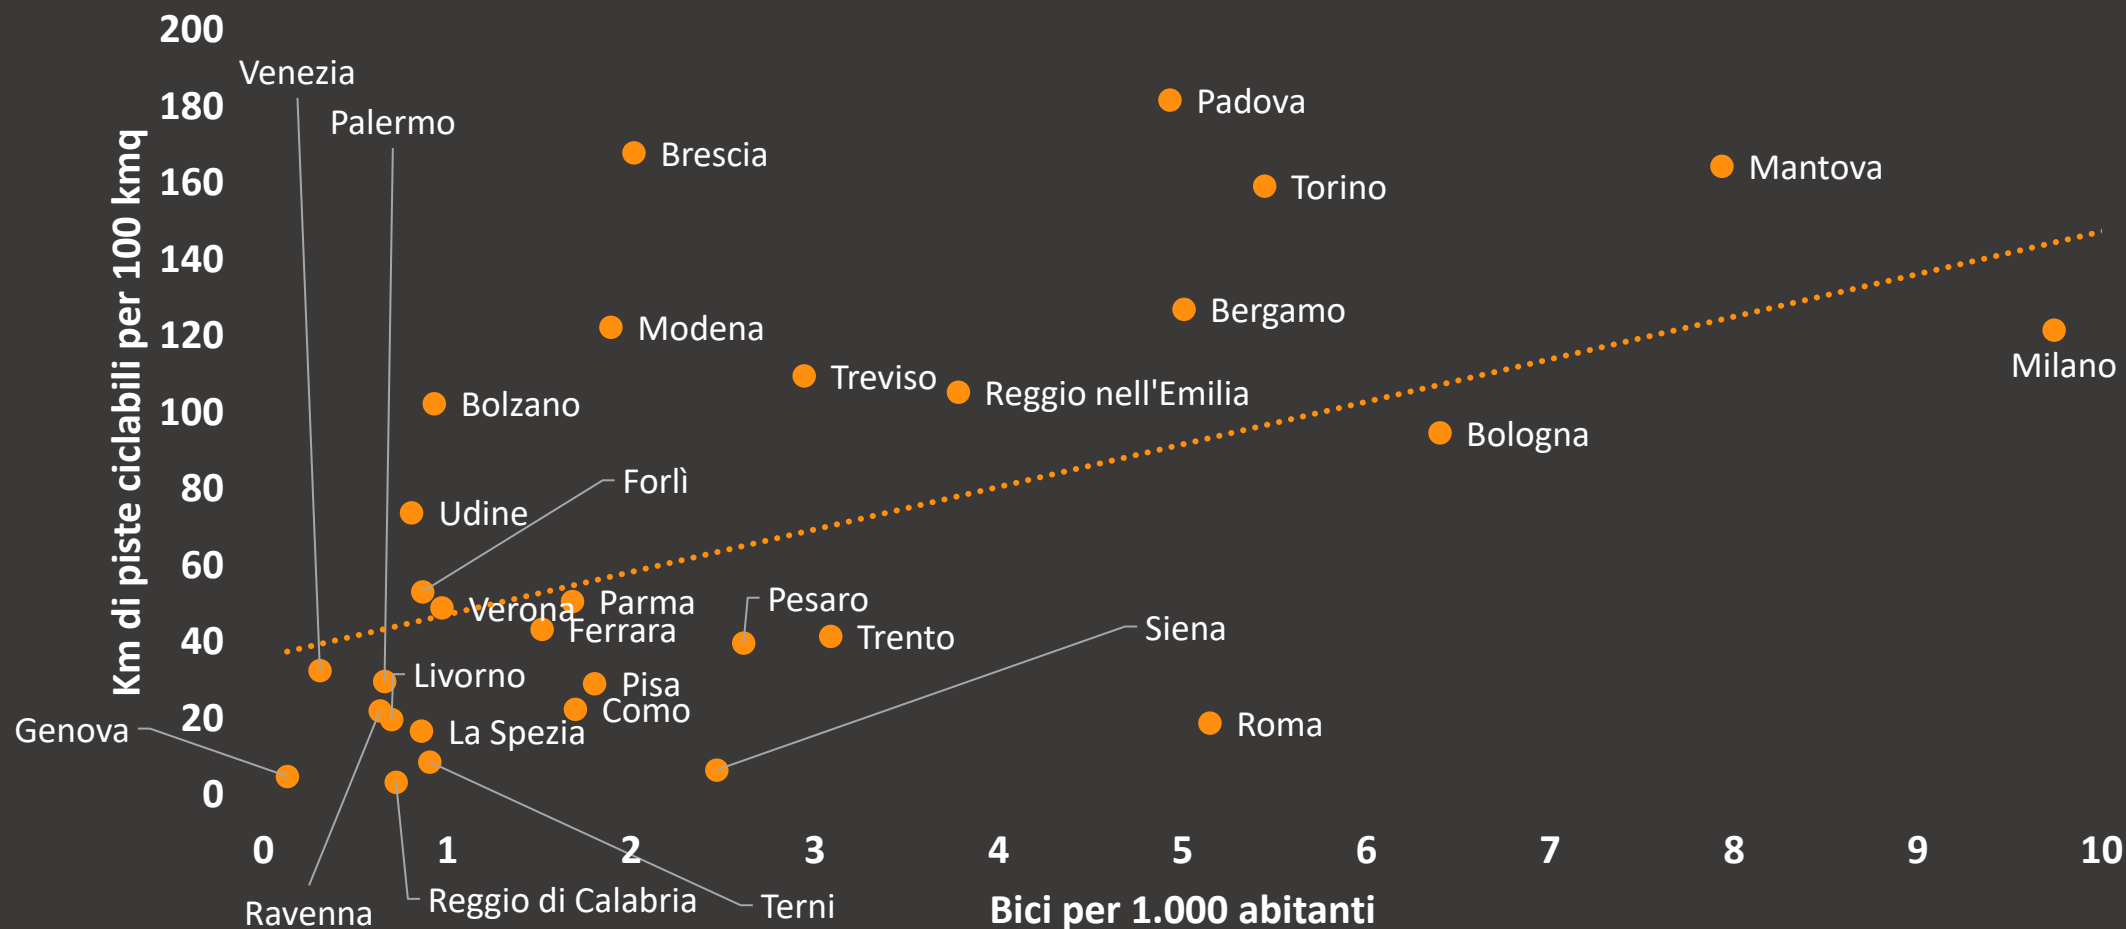 200
Venezia
180
Padova
Palermo
Brescia
160
Mantova
Torino
140
Km di piste ciclabili per 100 kmq
120
Modena
Bergamo
Milano
Treviso
Reggio nell'Emilia
100
Bolzano
Bologna
80
Forlì
Udine
60
Verona
Parma
Pesaro
Ferrara
Trento
Siena
40
Livorno
Pisa
Como
20
Genova
La Spezia
Roma
0
0 1 2 3 4 5 6 7 8 9 10
Ravenna
Reggio di Calabria
Terni
Bici per 1.000 abitanti